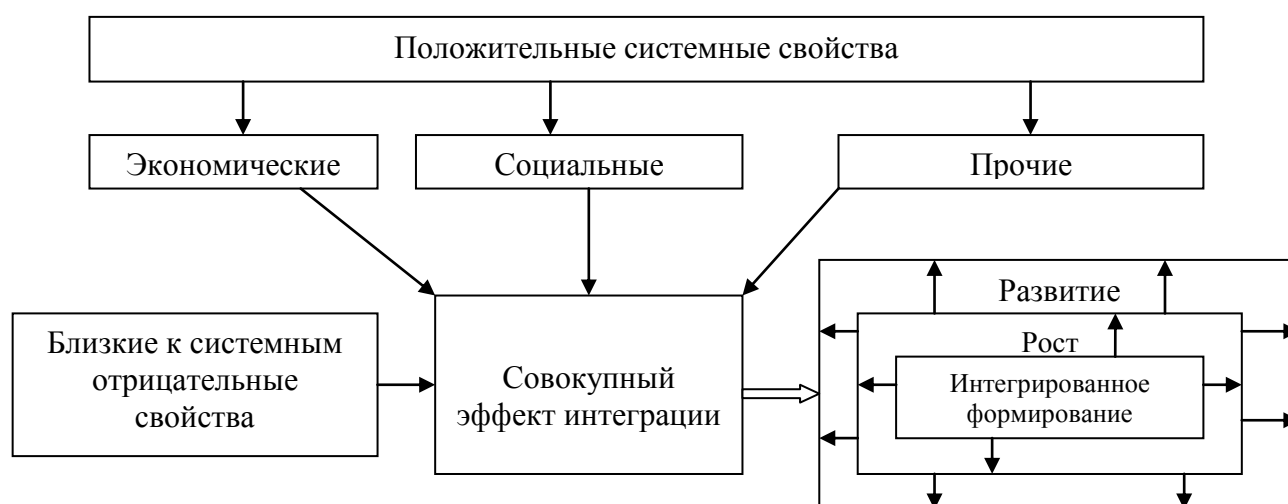 Положительные системные свойства
Экономические
Социальные
Прочие
Близкие к системным
отрицательные
свойства
Совокупный
эффект интеграции
Развитие
Рост
Интегрированное
формирование